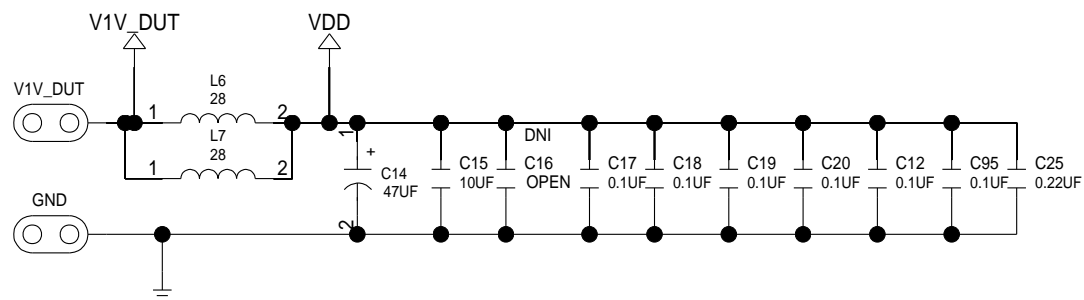 V1V_DUT
VDD
V1V_DUT
L6
28
1
2
L7
28
1
2
1
+
DNI
C14
47UF
C15
10UF
C16
OPEN
C17
0.1UF
C18
0.1UF
C19
0.1UF
C20
0.1UF
C12
0.1UF
C95
0.1UF
C25
0.22UF
GND
2